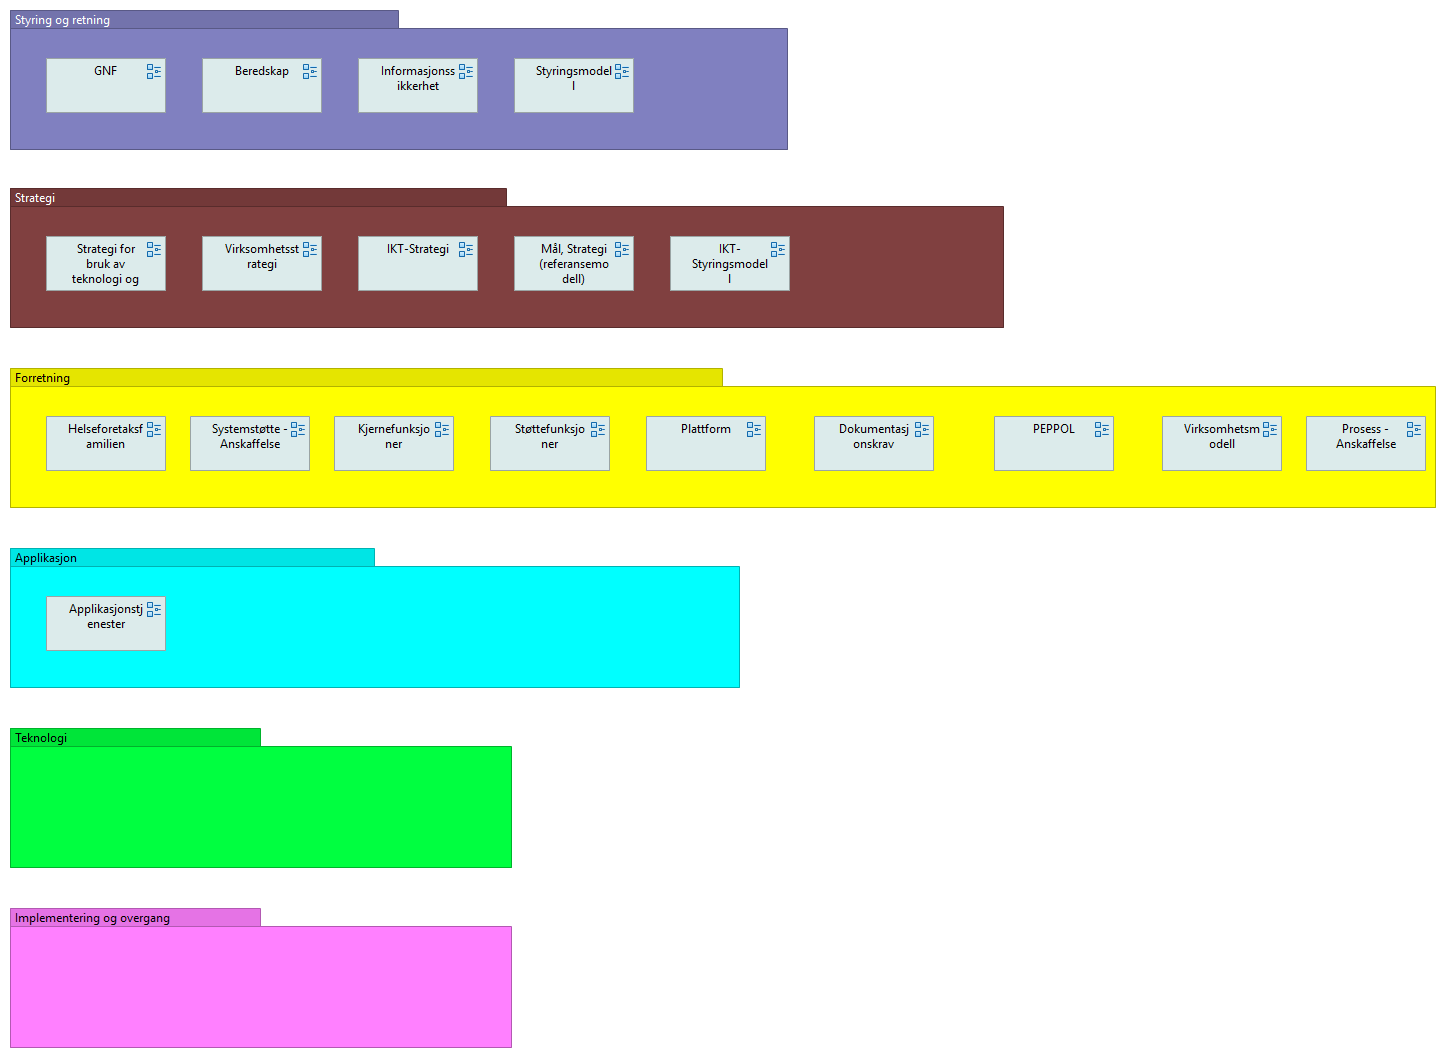 Styring og retning
GNF
Beredskap
Informasjonss
ikkerhet
Styringsmodel
l
Strategi
Strategi for
bruk av
teknologi og
Virksomhetsst
rategi
IKT-Strategi
Mål, Strategi
(referansemo
dell)
IKT-
Styringsmodel
l
Forretning
Helseforetaksf
amilien
Systemstøtte -
Anskaffelse
Kjernefunksjo
ner
Støttefunksjo
ner
Plattform
Dokumentasj
onskrav
PEPPOL
Virksomhetsm
odell
Prosess -
Anskaffelse
Applikasjon
Applikasjonstj
enester
Teknologi
Implementering og overgang